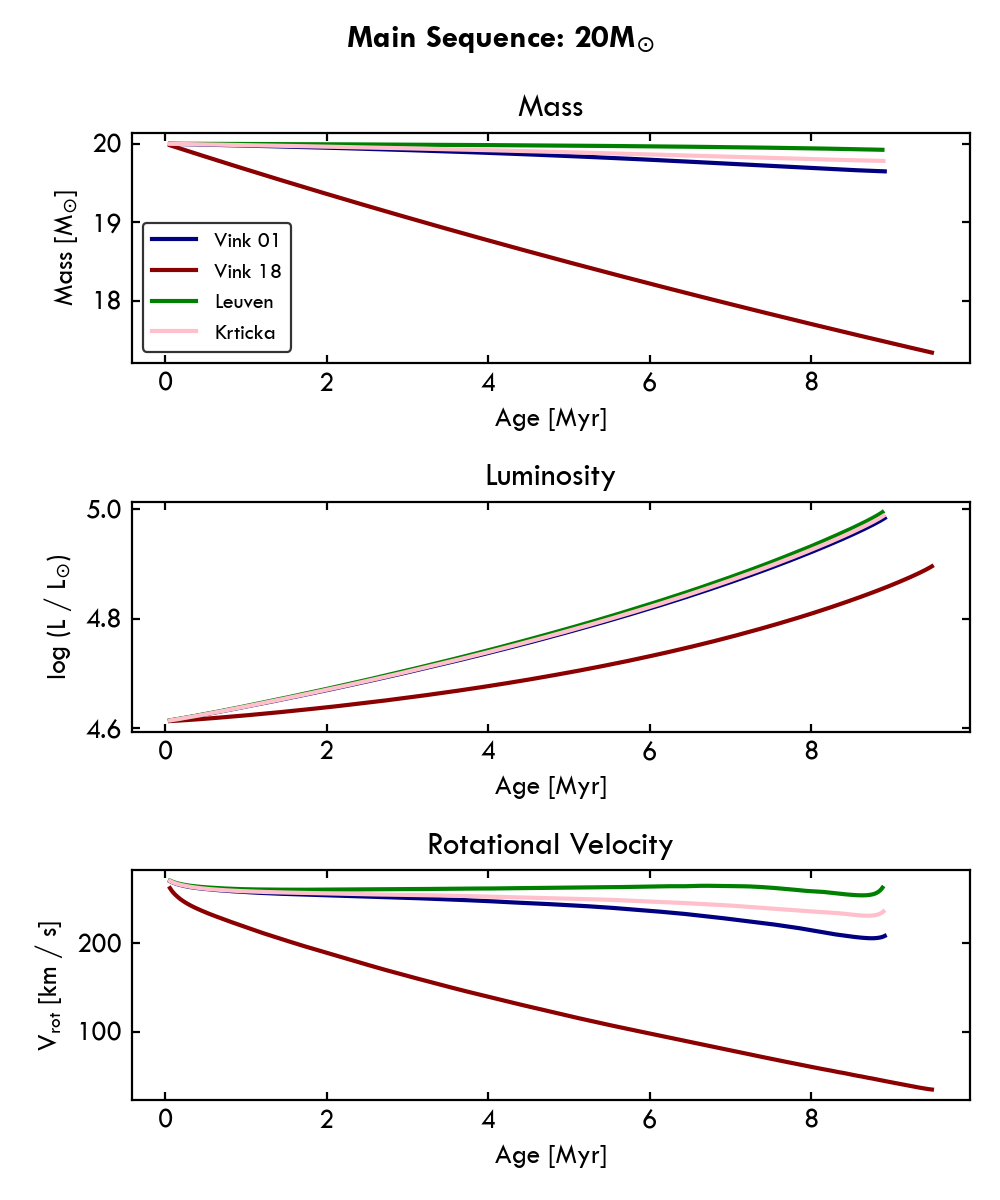 Main Sequence: 20M☉
Mass
Mass [M☉]
20
19
18
Vink 01
Vink 18
Leuven
Krticka
0 2 4 6 8
Age [Myr]
Luminosity
log (L / L☉)
5.0
4.8
4.6
0 2 4 6 8
Age [Myr]
Rotational Velocity
Vrot [km / s]
200
100
0 2 4 6 8
Age [Myr]